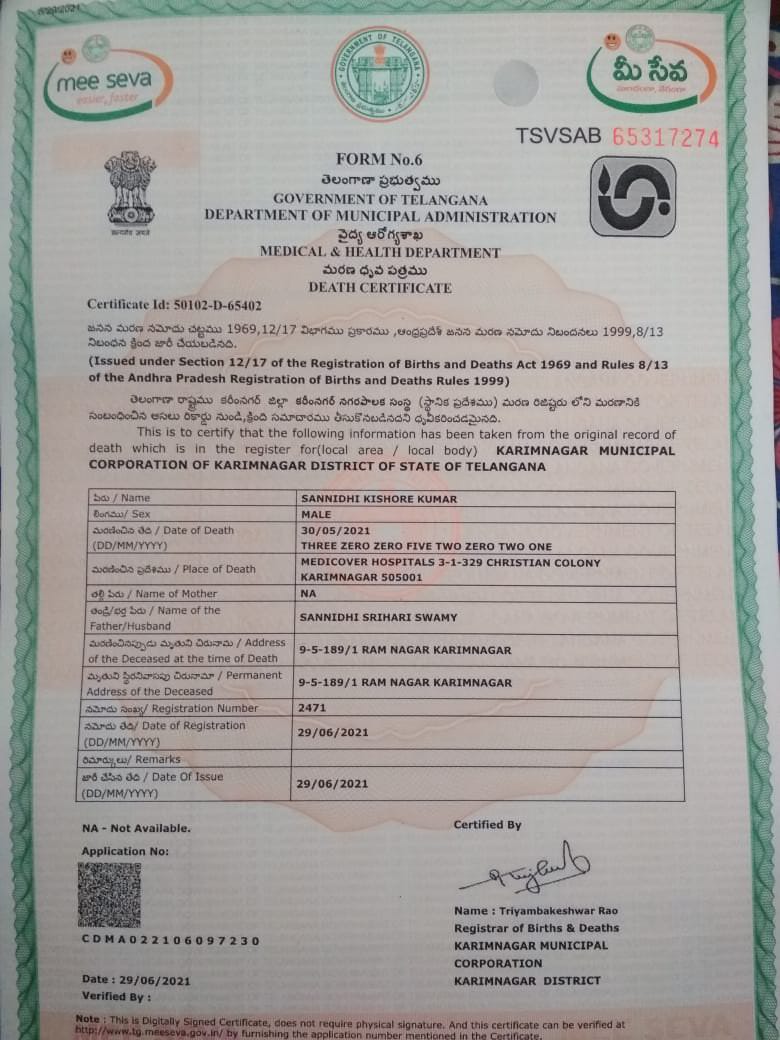 6/29/2021
mee seva
easier, faster
GOVERNMENT OF TELANGANA
మీ సేవ
TSVSAB 65317274
सत्यमेव जयते
FORM No.6
తెలంగాణా ప్రభుత్వము
GOVERNMENT OF TELANGANA
DEPARTMENT OF MUNICIPAL ADMINISTRATION
వైద్య ఆరోగ్యశాఖ
MEDICAL & HEALTH DEPARTMENT
మరణ ధృవ పత్రము
DEATH CERTIFICATE
Certificate Id: 50102-D-65402
జనన మరణ నమోదు చట్టము 1969,12/17 విభాగము ప్రకారము ,ఆంధ్రప్రదేశ్ జనన మరణ నమోదు నిబందనలు 1999,8/13
నిబంధన క్రింద జారీ చేయబడినది.
(Issued under Section 12/17 of the Registration of Births and Deaths Act 1969 and Rules 8/13
of the Andhra Pradesh Registration of Births and Deaths Rules 1999)
తెలంగాణా రాష్ట్రము కరీంనగర్ జిల్లా కరీంనగర్ నగరపాలక సంస్థ (స్థానిక ప్రదేశము) మరణ రిజిష్టరు లోని మరణానికి
సంబంధించిన అసలు రికార్డు నుండి,క్రింది సమాచారము తీసుకొనబడినదని ధృవీకరించడమైనది.
This is to certify that the following information has been taken from the original record of
death which is in the register for(local area / local body) KARIMNAGAR MUNICIPAL
CORPORATION OF KARIMNAGAR DISTRICT OF STATE OF TELANGANA
పేరు / Name SANNIDHI KISHORE KUMAR
లింగము/ Sex MALE
మరణించిన తేది / Date of Death 30/05/2021
(DD/MM/YYYY) THREE ZERO ZERO FIVE TWO ZERO TWO ONE
మరణించిన ప్రదేశము / Place of Death MEDICOVER HOSPITALS 3-1-329 CHRISTIAN COLONY
KARIMNAGAR 505001
తల్లి పేరు / Name of Mother NA
తండ్రి/భర్త పేరు / Name of the
Father/Husband SANNIDHI SRIHARI SWAMY
మరణించినప్పుడు మృతుని చిరునామ / Address
of the Deceased at the time of Death 9-5-189/1 RAM NAGAR KARIMNAGAR
మృతుని స్థిరనివాసపు చిరునామా / Permanent
Address of the Deceased 9-5-189/1 RAM NAGAR KARIMNAGAR
నమోదు సంఖ్య/ Registration Number 2471
నమోదు తేది/ Date of Registration
(DD/MM/YYYY) 29/06/2021
రిమార్కులు/ Remarks
జారీ చేసిన తేది / Date Of Issue
(DD/MM/YYYY) 29/06/2021
NA - Not Available.
Certified By
Application No:
CDMA022106097230
Name : Triyambakeshwar Rao
Registrar of Births & Deaths
KARIMNAGAR MUNICIPAL
CORPORATION
KARIMNAGAR DISTRICT
Date : 29/06/2021
Verified By :
Note : This is Digitally Signed Certificate, does not require physical signature. And this certificate can be verified at
http://www.tg.meeseva.gov.in/ by furnishing the application number mentioned in the Certificate.